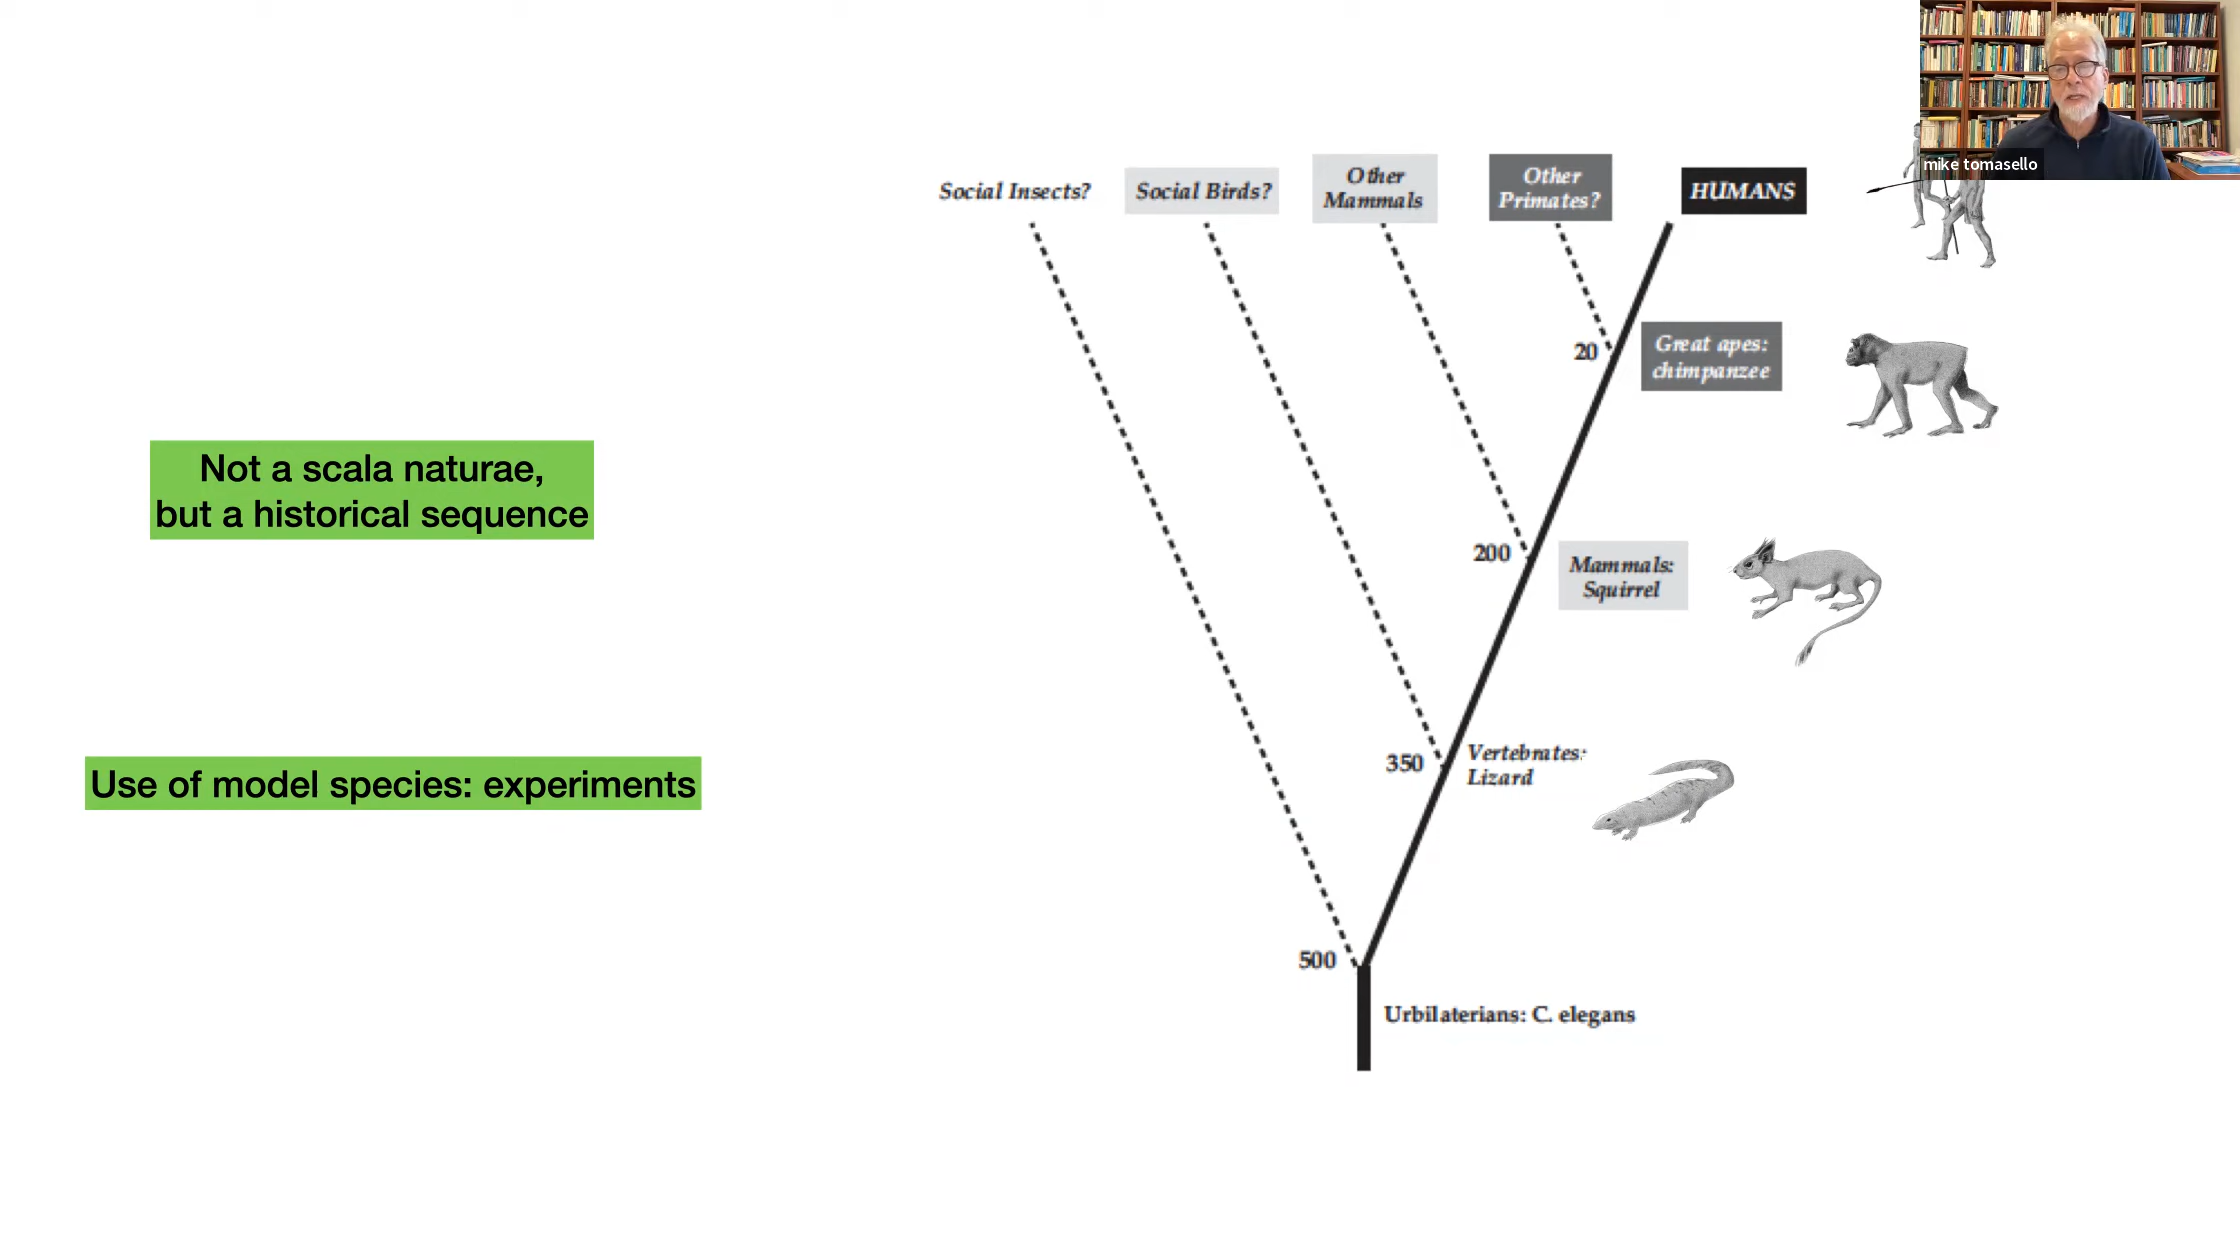 mike tomasello
Social Insects?
Social Birds?
Other
Mammals
Other
Primates?
HUMANS
20
Great apes:
chimpanzee
Not a scala naturae,
but a historical sequence
200
Mammals:
Squirrel
350
Vertebrates:
Lizard
Use of model species: experiments
500
Urbilaterians: C. elegans